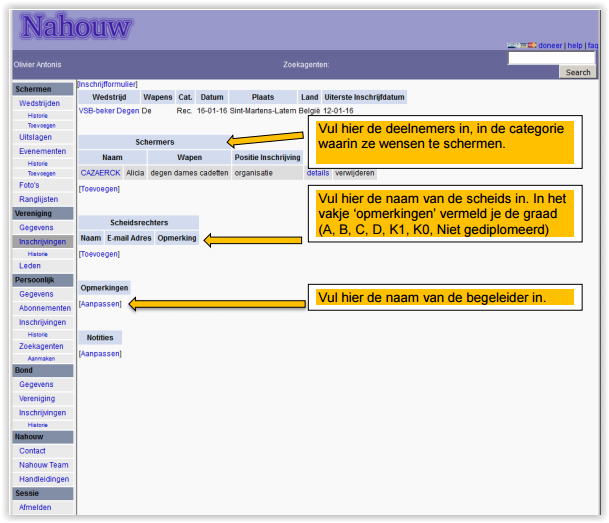 Nahouw
doneer | help | faq
Olivier Antonis
Zoekagenten:
Search
Schermen
Wedstrijden
Historie
Toevoegen
Uitslagen
Evenementen
Historie
Toevoegen
Foto's
Ranglijsten
Vereniging
Gegevens
Inschrijvingen
Historie
Leden
Persoonlijk
Gegevens
Abonnementen
Inschrijvingen
Historie
Zoekagenten
Aanmaken
Bond
Gegevens
Vereniging
Inschrijvingen
Historie
Nahouw
Contact
Nahouw Team
Handleidingen
Sessie
Afmelden
[Inschrijfformulier]
Wedstrijd Wapens Cat. Datum Plaats Land Uiterste Inschrijfdatum
VSB-beker Degen De Rec. 16-01-16 Sint-Martens-Latem België 12-01-16
Schermers
Naam Wapen Positie Inschrijving
CAZAERCK Alicia degen dames cadetten organisatie details verwijderen
[Toevoegen]
Scheidsrechters
Naam E-mail Adres Opmerking
[Toevoegen]
Opmerkingen
[Aanpassen]
Notities
[Aanpassen]
Vul hier de deelnemers in, in de categorie
waarin ze wensen te schermen.
Vul hier de naam van de scheids in. In het
vakje ‘opmerkingen’ vermeld je de graad
(A, B, C, D, K1, K0, Niet gediplomeerd)
Vul hier de naam van de begeleider in.